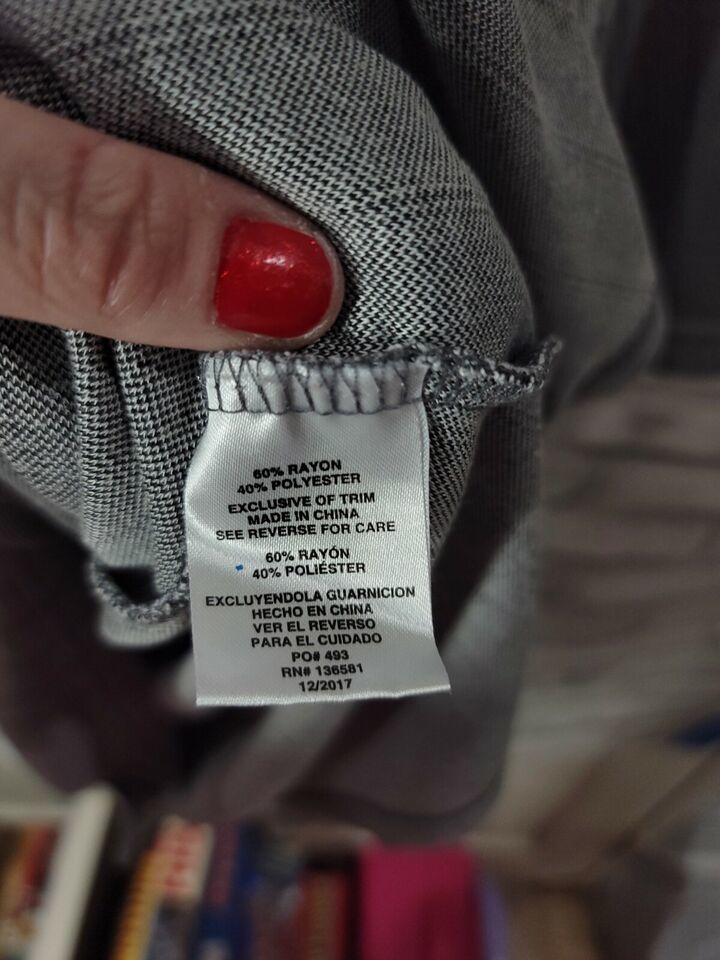 60% RAYON
40% POLYESTER
EXCLUSIVE OF TRIM
MADE IN CHINA
SEE REVERSE FOR CARE
60% RAYÓN
40% POLIÉSTER
EXCLUYENDOLA GUARNICION
HECHO EN CHINA
VER EL REVERSO
PARA EL CUIDADO
PO# 493
RN# 136581
12/2017